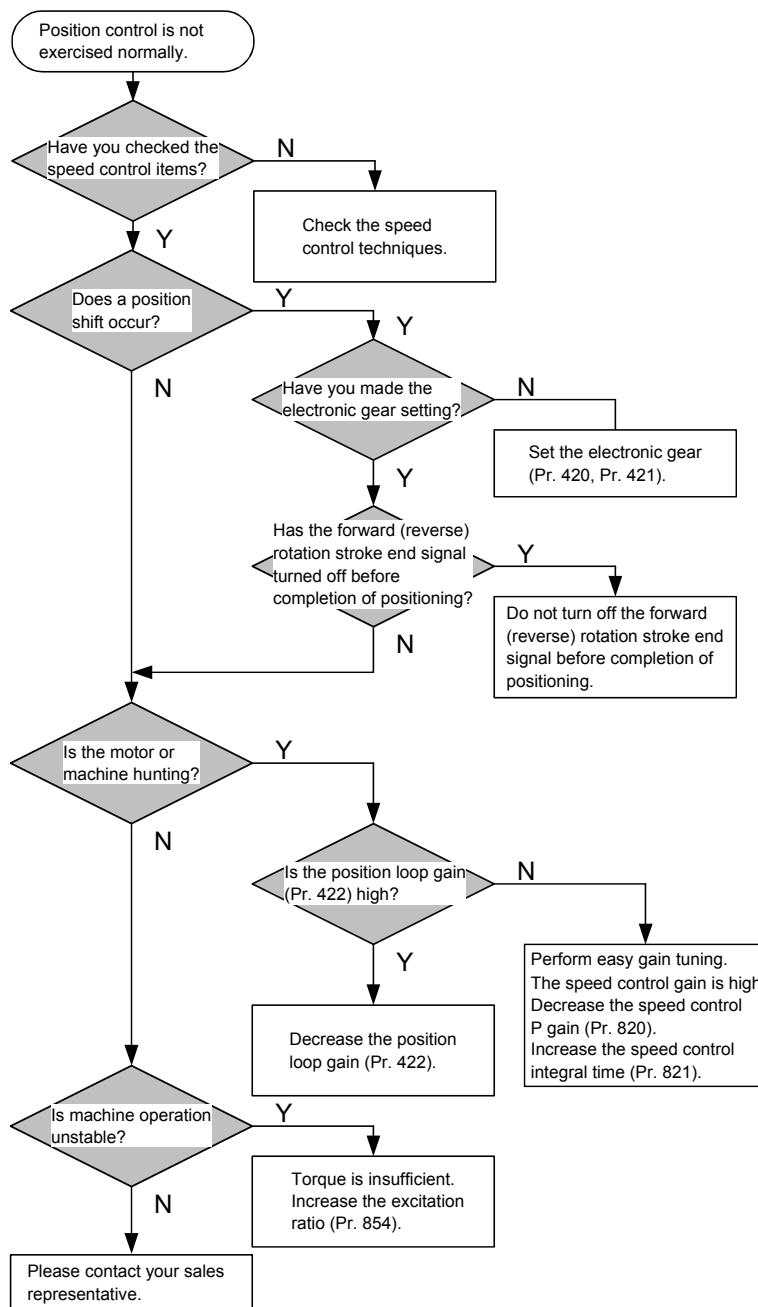 Position control is not
exercised normally.
Have you checked the
speed control items?
N
Check the speed
control techniques.
Y
Does a position
shift occur?
Y
Y
N
Have you made the
electronic gear setting?
N
Set the electronic gear
(Pr. 420, Pr. 421).
Y
Has the forward (reverse)
rotation stroke end signal
turned off before
completion of positioning?
Y
Do not turn off the forward
(reverse) rotation stroke end
signal before completion of
positioning.
N
Is the motor or
machine hunting?
Y
N
Is the position loop gain
(Pr. 422) high?
N
Perform easy gain tuning.
The speed control gain is high
Decrease the speed control
P gain (Pr. 820).
Increase the speed control
integral time (Pr. 821).
Y
Decrease the position
loop gain (Pr. 422).
Is machine operation
unstable?
Y
Torque is insufficient.
Increase the excitation
ratio (Pr. 854).
N
Please contact your sales
representative.